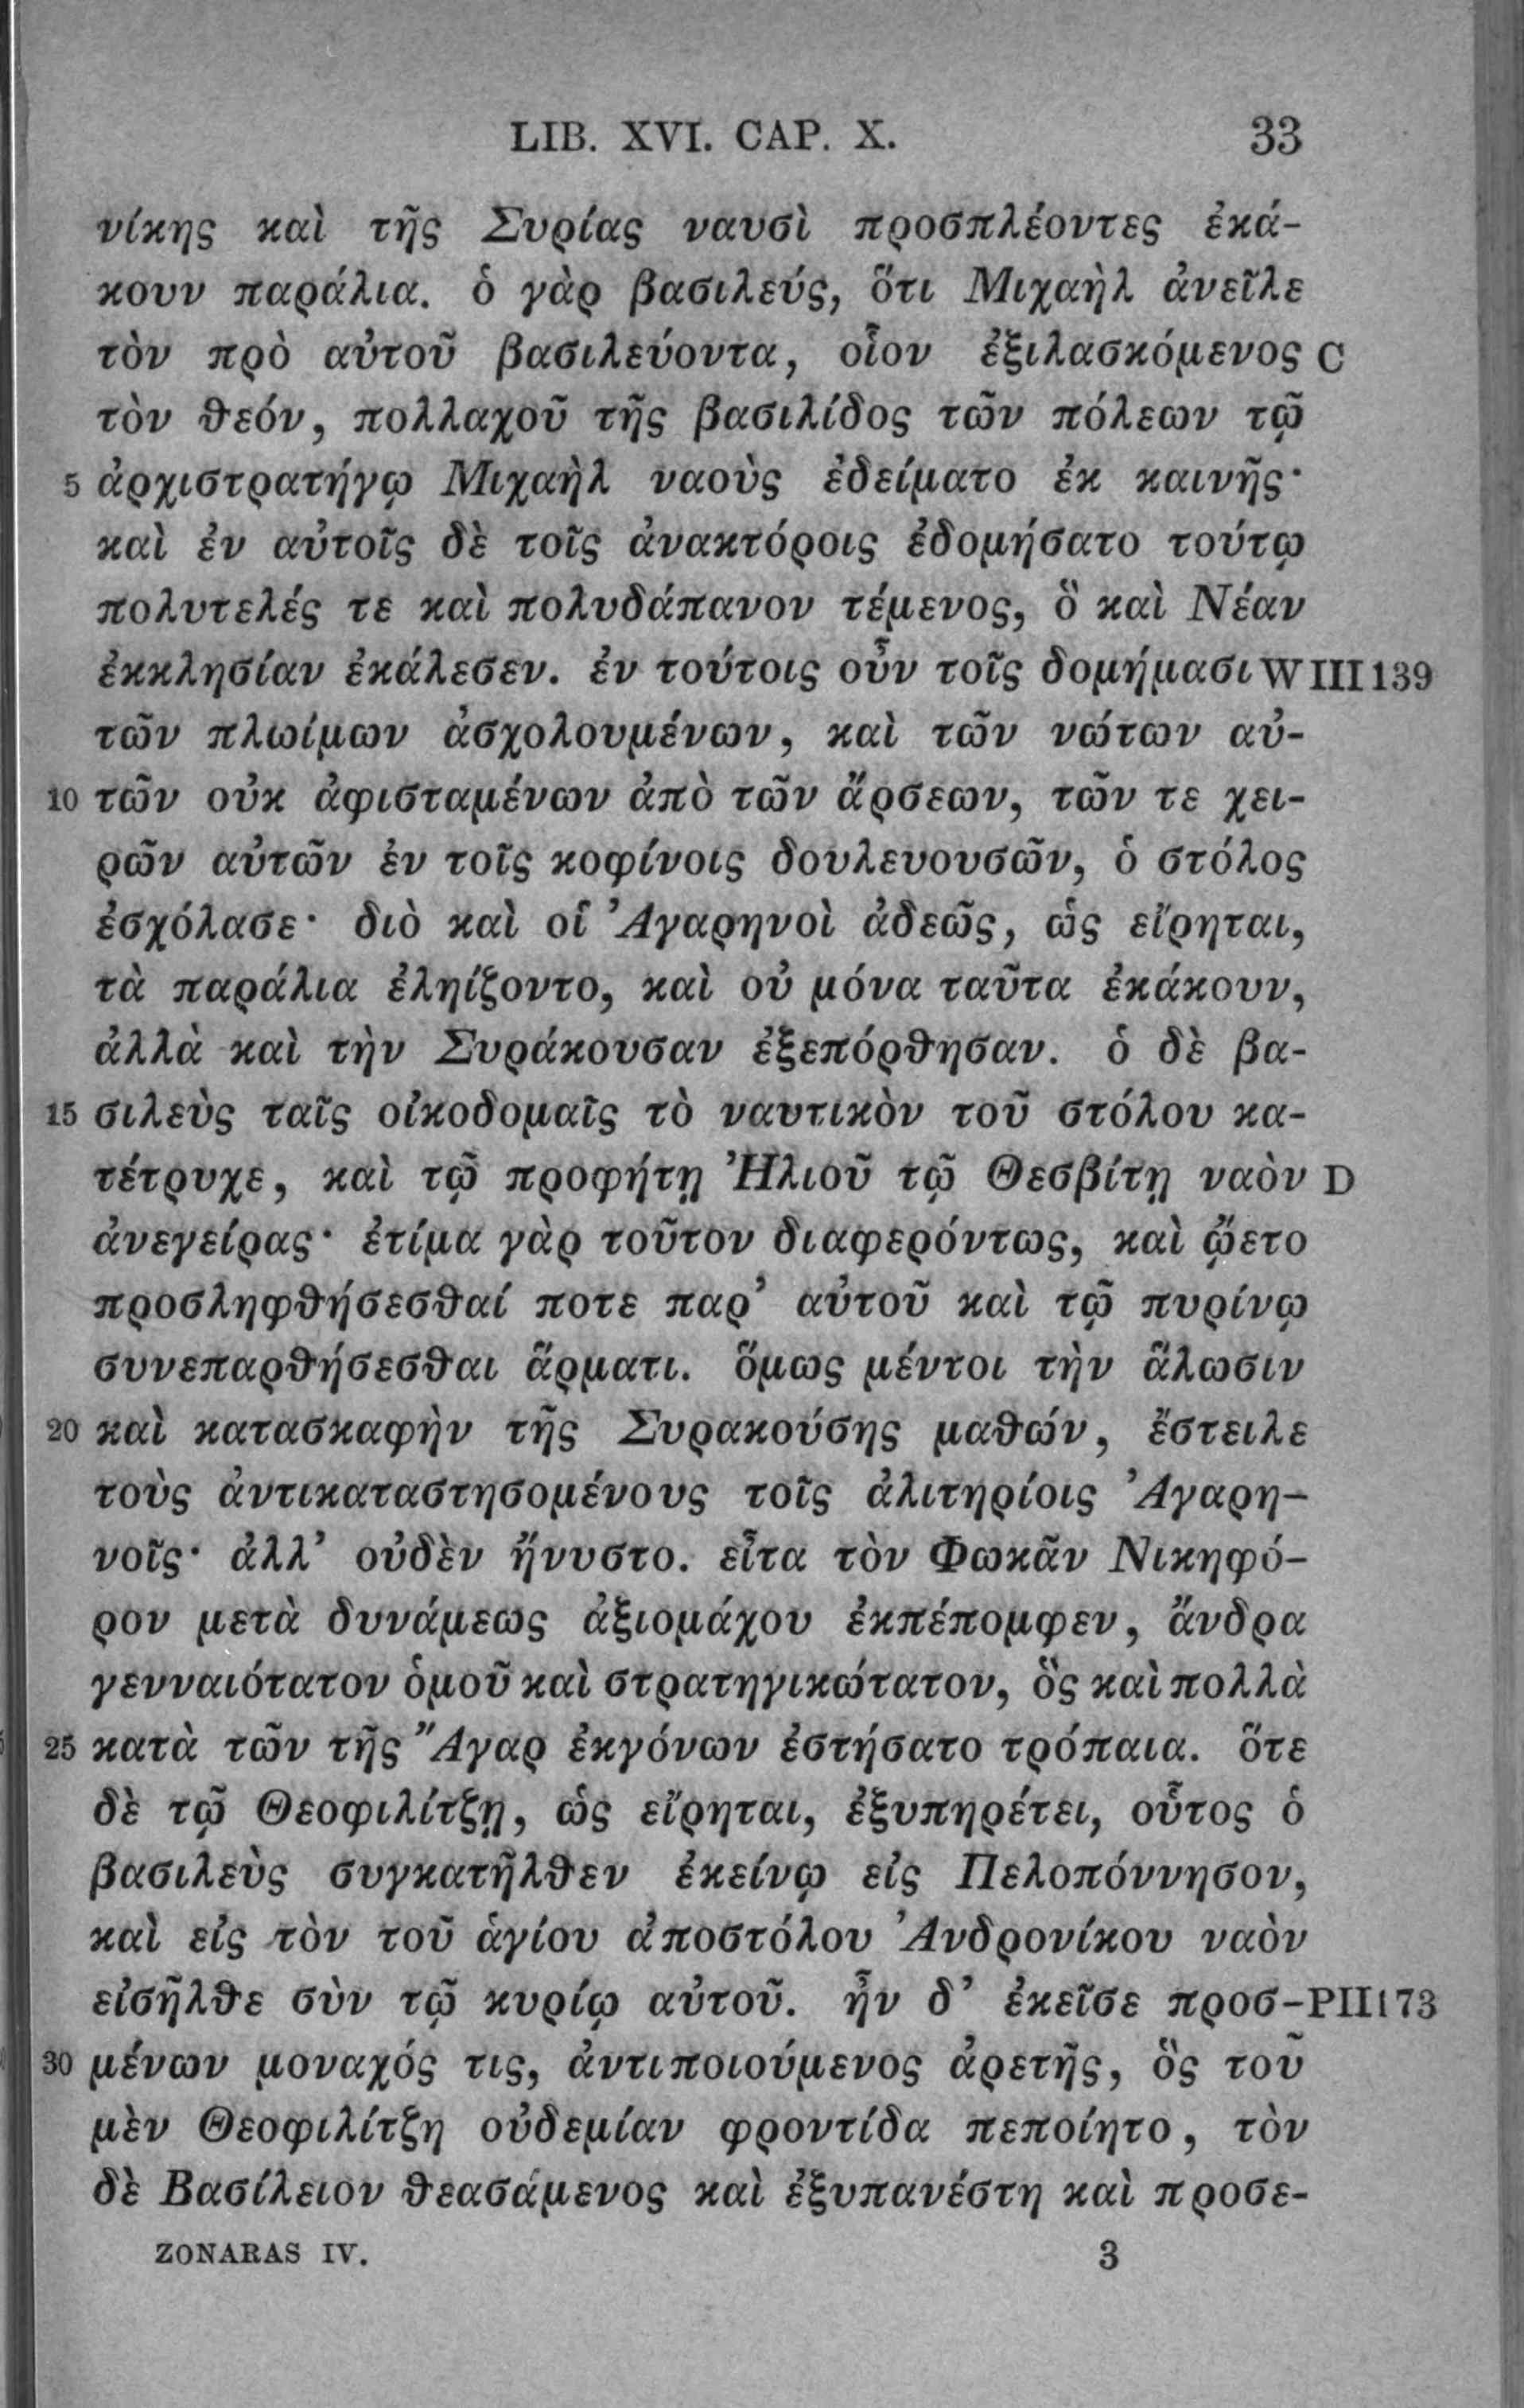 LIB. XVI. CAP. X. 33
νίκης καὶ τῆς Συρίας ναυσὶ προσπλέοντες ἐκά-
κουν παράλια. ὁ γὰρ βασιλεύς, ὅτι Μιχαὴλ ἀνεῖλε
τὸν πρὸ αὐτοῦ βασιλεύοντα, οἷον ἐξιλασκόμενος C
τὸν θεόν, πολλαχοῦ τῆς βασιλίδος τῶν πόλεων τῷ
5 ἀρχιστρατήγῳ Μιχαὴλ ναοὺς ἐδείματο ἐκ καινῆς·
καὶ ἐν αὐτοῖς δὲ τοῖς ἀνακτόροις ἐδομήσατο τούτῳ
πολυτελές τε καὶ πολυδάπανον τέμενος, ὃ καὶ Νέαν
ἐκκλησίαν ἐκάλεσεν. ἐν τούτοις οὖν τοῖς δομήμασι W III 139
τῶν πλωίμων ἀσχολουμένων, καὶ τῶν νώτων αὐ-
10 τῶν οὐκ ἀφισταμένων ἀπὸ τῶν ἄρσεων, τῶν τε χει-
ρῶν αὐτῶν ἐν τοῖς κοφίνοις δουλευουσῶν, ὁ στόλος
ἐσχόλασε· διὸ καὶ οἱ Ἀγαρηνοὶ ἀδεῶς, ὡς εἴρηται,
τὰ παράλια ἐληίζοντο, καὶ οὐ μόνα ταῦτα ἐκάκουν,
ἀλλὰ καὶ τὴν Συράκουσαν ἐξεπόρθησαν. ὁ δὲ βα-
15 σιλεὺς ταῖς οἰκοδομαῖς τὸ ναυτικὸν τοῦ στόλου κα-
τέτρυχε, καὶ τῷ προφήτῃ Ἠλιοῦ τῷ Θεσβίτῃ ναὸν D
ἀνεγείρας· ἐτίμα γὰρ τοῦτον διαφερόντως, καὶ ᾤετο
προσληφθήσεσθαί ποτε παρ’ αὐτοῦ καὶ τῷ πυρίνῳ
συνεπαρθήσεσθαι ἅρματι. ὅμως μέντοι τὴν ἅλωσιν
20 καὶ κατασκαφὴν τῆς Συρακούσης μαθών, ἔστειλε
τοὺς ἀντικαταστησομένους τοῖς ἀλιτηρίοις Ἀγαρη-
νοῖς· ἀλλ’ οὐδὲν ἤνυστο. εἶτα τὸν Φωκᾶν Νικηφό-
ρον μετὰ δυνάμεως ἀξιομάχου ἐκπέπομφεν, ἄνδρα
γενναιότατον ὁμοῦ καὶ στρατηγικώτατον, ὃς καὶ πολλὰ
25 κατὰ τῶν τῆς Ἄγαρ ἐκγόνων ἐστήσατο τρόπαια. ὅτε
δὲ τῷ Θεοφιλίτζῃ, ὡς εἴρηται, ἐξυπηρέτει, οὗτος ὁ
βασιλεὺς συγκατῆλθεν ἐκείνῳ εἰς Πελοπόννησον,
καὶ εἰς τὸν τοῦ ἁγίου ἀποστόλου Ἀνδρονίκου ναὸν
εἰσῆλθε σὺν τῷ κυρίῳ αὐτοῦ. ἦν δ’ ἐκεῖσε προσ- PII173
30 μένων μοναχός τις, ἀντιποιούμενος ἀρετῆς, ὃς τοῦ
μὲν Θεοφιλίτζη οὐδεμίαν φροντίδα πεποίητο, τὸν
δὲ Βασίλειον θεασάμενος καὶ ἐξυπανέστη καὶ προσε-
ZONARAS IV. 3